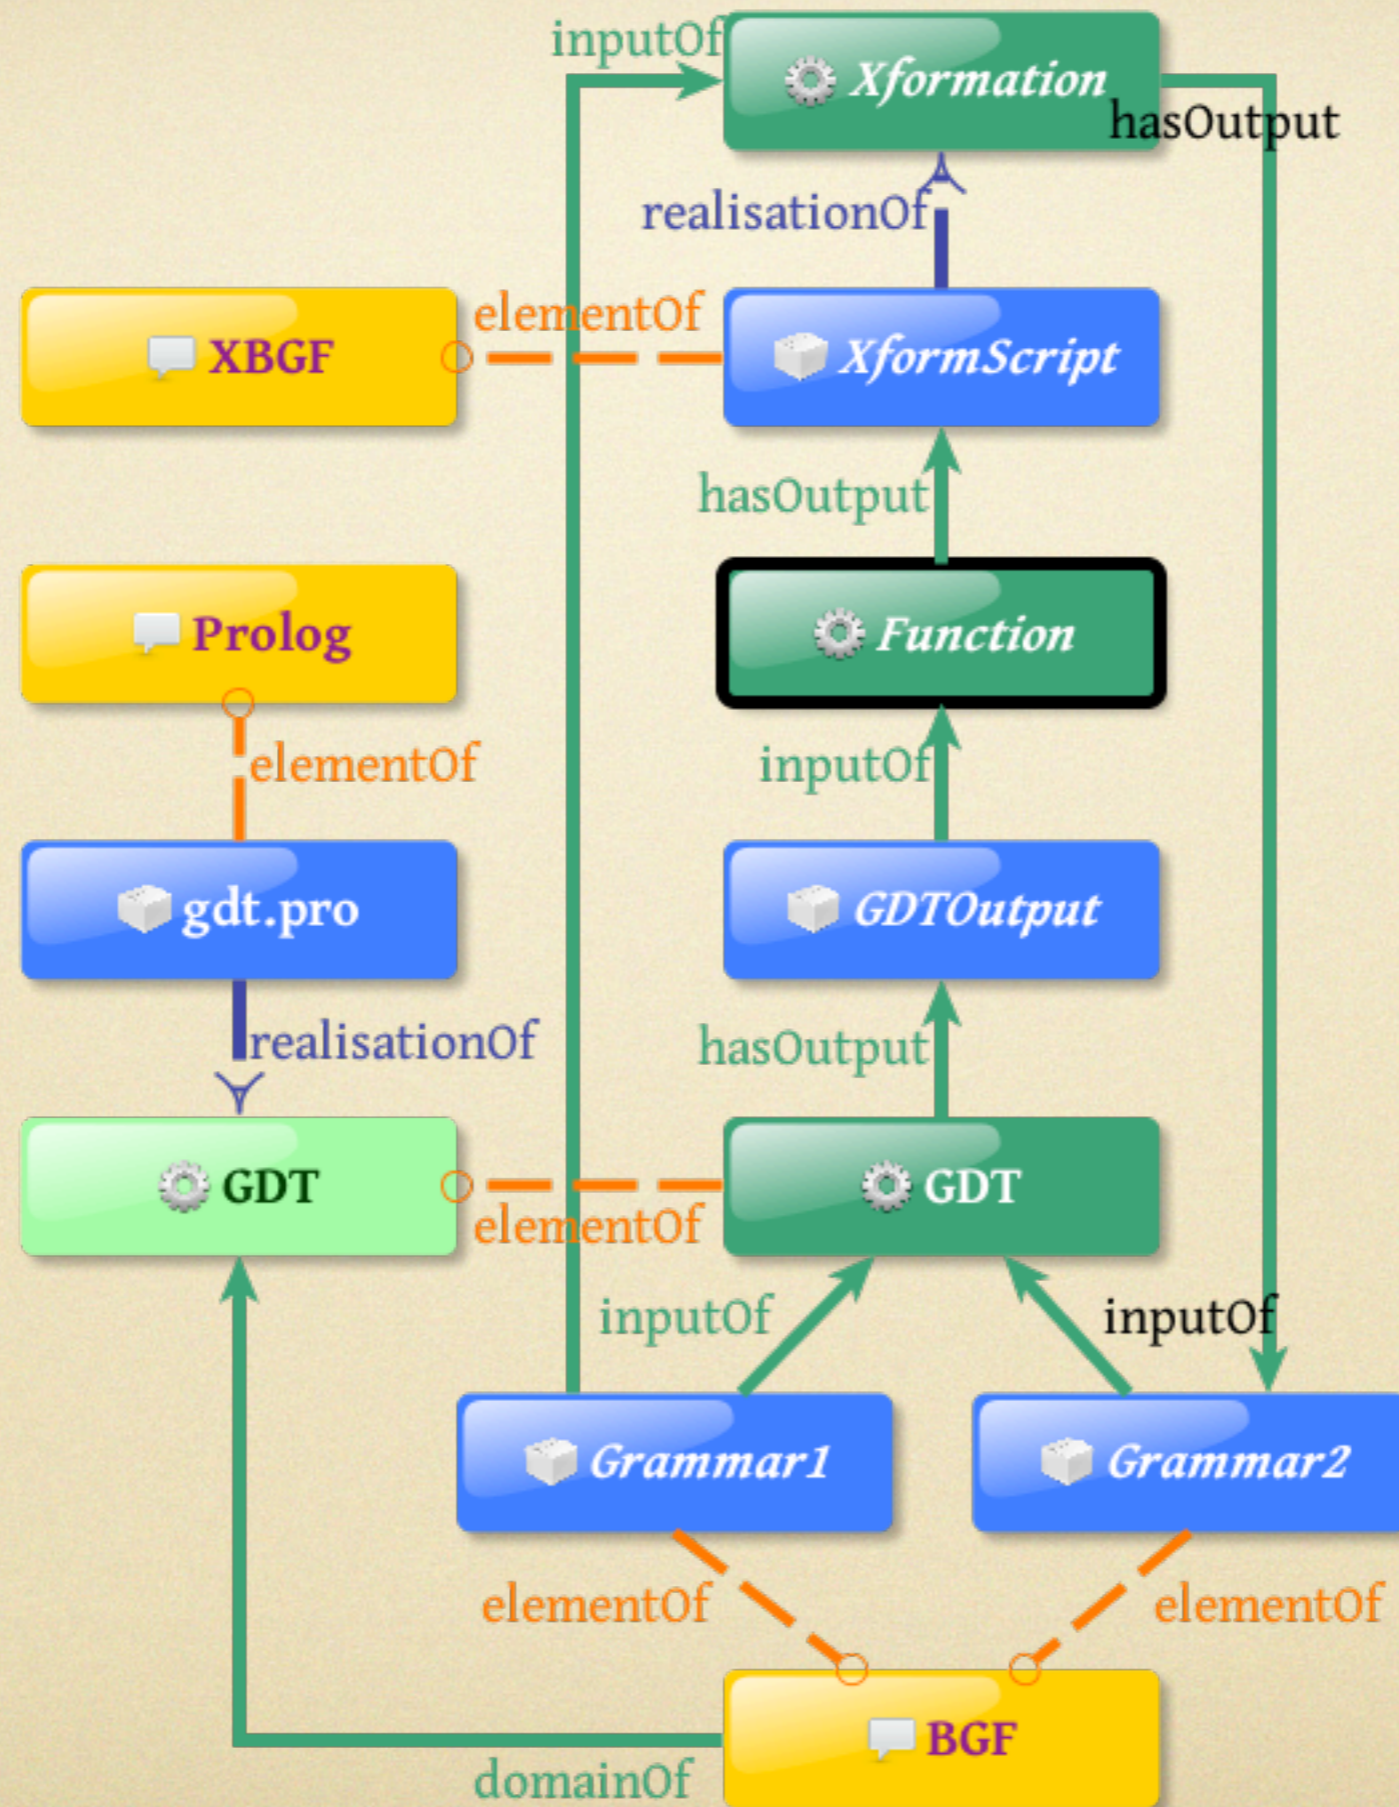 inputOf
Xformation
hasOutput
realisationOf
XBGF
elementOf
XformScript
hasOutput
Prolog
Function
elementOf
inputOf
gdt.pro
GDTOutput
realisationOf
hasOutput
GDT
elementOf
GDT
inputOf
inputOf
Grammar1
Grammar2
elementOf
elementOf
BGF
domainOf